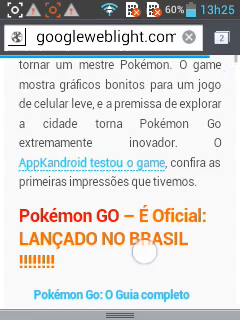 60% 13h25
googleweblight.com
2
tornar um mestre Pokémon. O game
mostra gráficos bonitos para um jogo
de celular leve, e a premissa de explorar
a cidade torna Pokémon Go
extremamente inovador. O
AppKandroid testou o game, confira as
primeiras impressões que tivemos.
Pokémon GO – É Oficial:
LANÇADO NO BRASIL
!!!!!!!!
Pokémon Go: O Guia completo